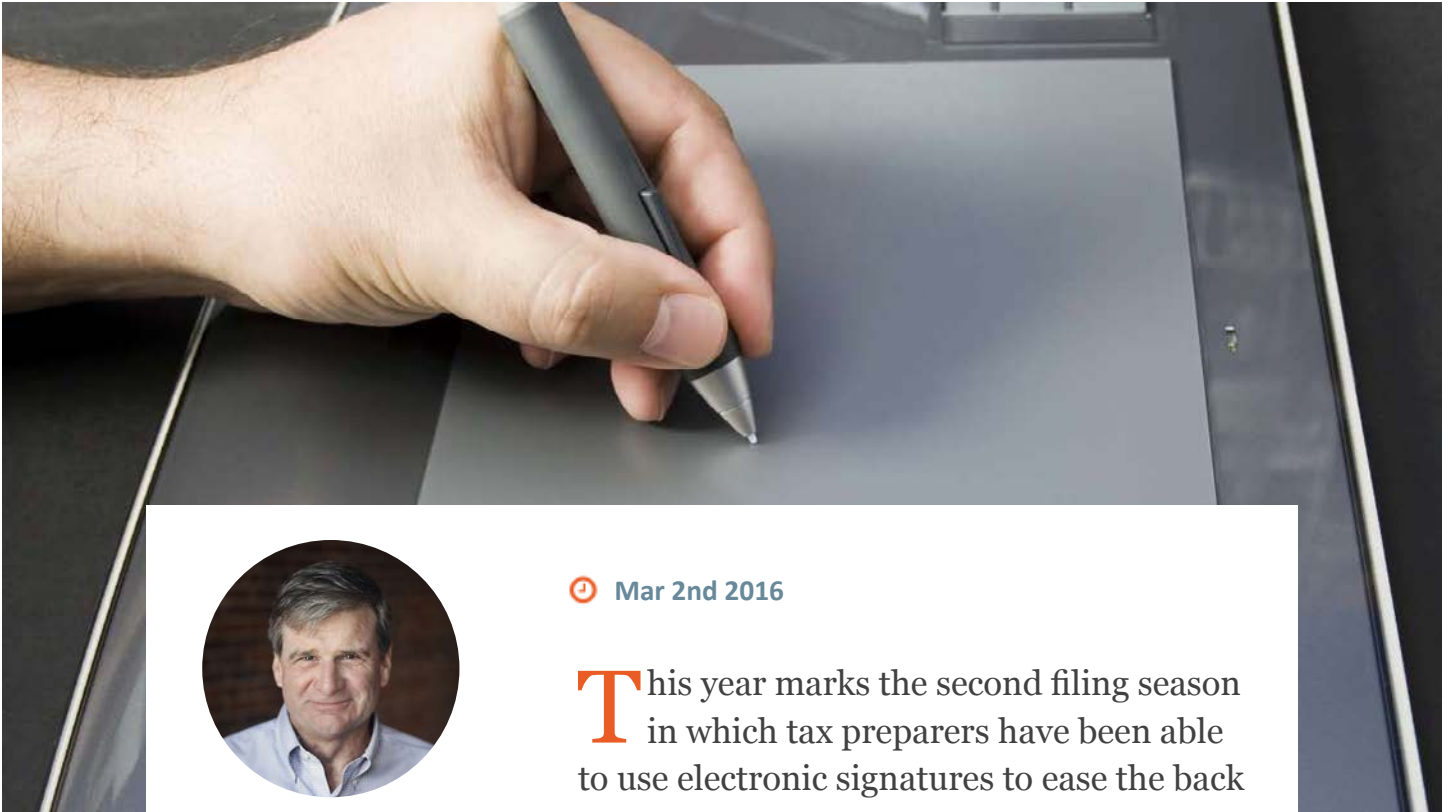 Mar 2nd 2016
This year marks the second filing season
in which tax preparers have been able
to use electronic signatures to ease the back